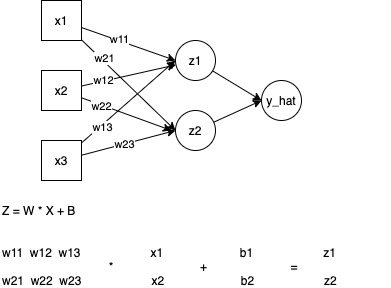 x1
w11
z1
w21
x2
w12
y_hat
w22
z2
w13
x3
w23
Z = W * X + B
w11 w12 w13 x1 b1 z1
* + =
w21 w22 w23 x2 b2 z2